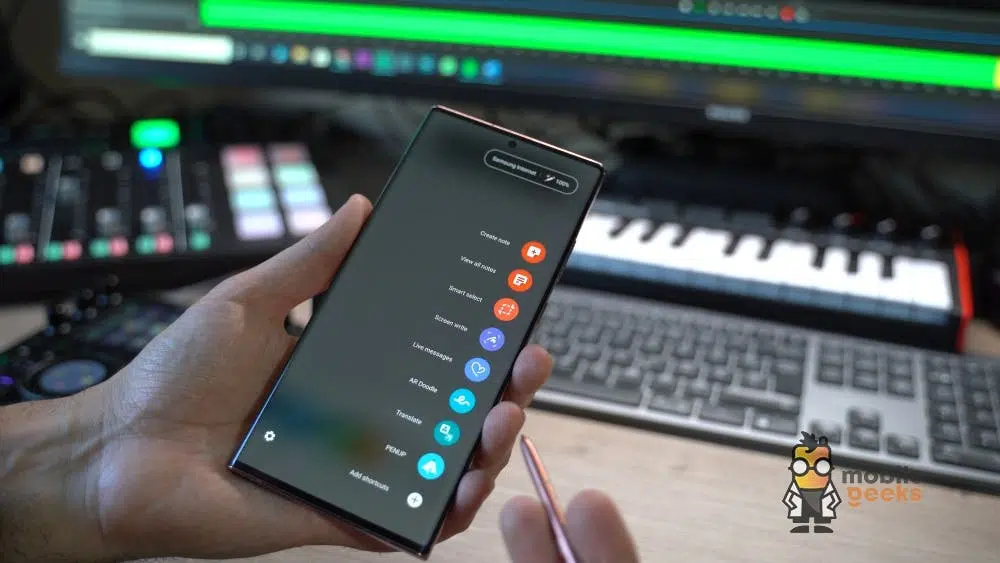 Samsung Internet 100%
Create note
View all notes
Smart select
Screen write
Live messages
AR Doodle
Translate
PENUP
Add shortcuts
mobile
geeks